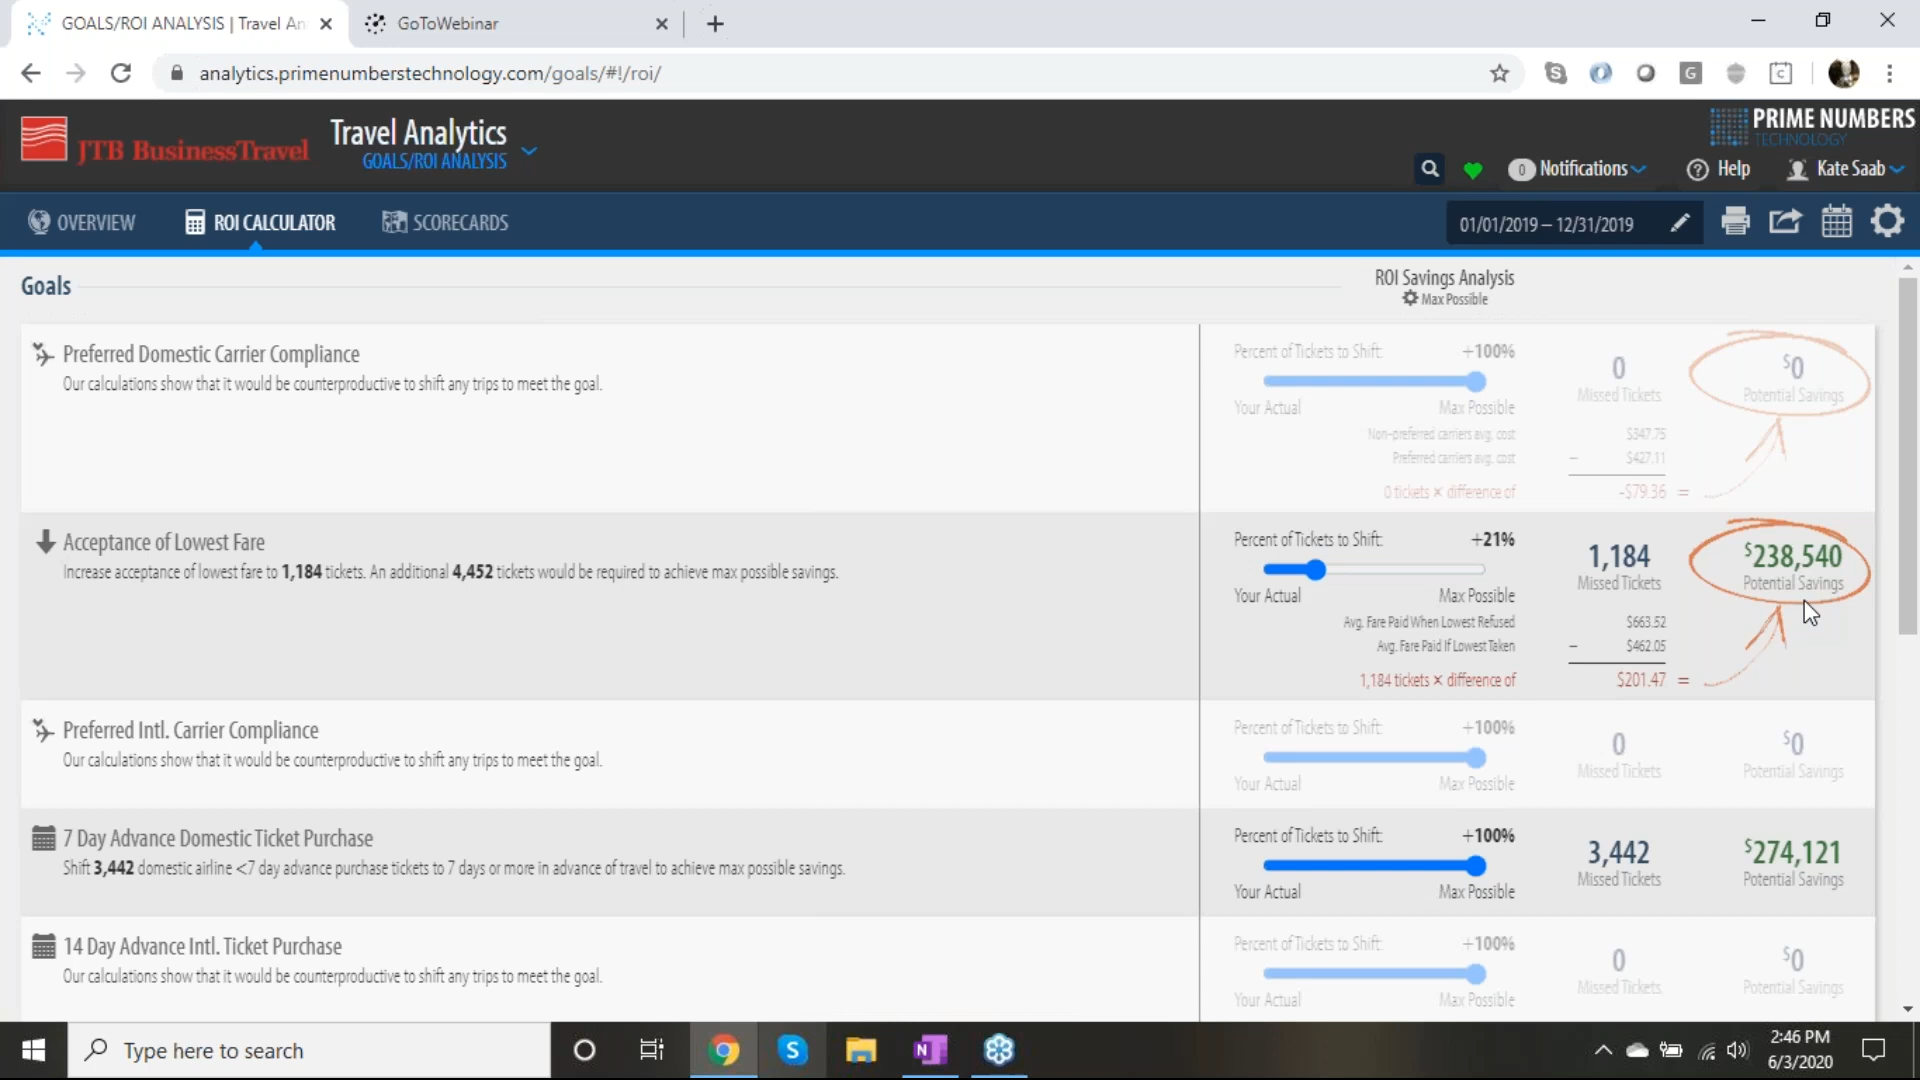 GOALS/ROI ANALYSIS | Travel An
GoToWebinar
analytics.primenumberstechnology.com/goals/#!/roi/
JTB BusinessTravel
Travel Analytics
GOALS/ROI ANALYSIS
PRIME NUMBERS
TECHNOLOGY
0 Notifications
Help
Kate Saab
OVERVIEW
ROI CALCULATOR
SCORECARDS
01/01/2019 – 12/31/2019
Goals
ROI Savings Analysis
Max Possible
Preferred Domestic Carrier Compliance
Our calculations show that it would be counterproductive to shift any trips to meet the goal.
Percent of Tickets to Shift: +100%
Your Actual Max Possible
0
Missed Tickets
$0
Potential Savings
Non-preferred carriers avg. cost $347.75
Preferred carriers avg. cost – $427.11
0 tickets × difference of -$79.36 =
Acceptance of Lowest Fare
Increase acceptance of lowest fare to 1,184 tickets. An additional 4,452 tickets would be required to achieve max possible savings.
Percent of Tickets to Shift: +21%
Your Actual Max Possible
1,184
Missed Tickets
$238,540
Potential Savings
Avg. Fare Paid When Lowest Refused $663.52
Avg. Fare Paid If Lowest Taken – $462.05
1,184 tickets × difference of $201.47 =
Preferred Intl. Carrier Compliance
Our calculations show that it would be counterproductive to shift any trips to meet the goal.
Percent of Tickets to Shift: +100%
Your Actual Max Possible
0
Missed Tickets
$0
Potential Savings
7 Day Advance Domestic Ticket Purchase
Shift 3,442 domestic airline <7 day advance purchase tickets to 7 days or more in advance of travel to achieve max possible savings.
Percent of Tickets to Shift: +100%
Your Actual Max Possible
3,442
Missed Tickets
$274,121
Potential Savings
14 Day Advance Intl. Ticket Purchase
Our calculations show that it would be counterproductive to shift any trips to meet the goal.
Percent of Tickets to Shift: +100%
Your Actual Max Possible
0
Missed Tickets
$0
Potential Savings
Type here to search
2:46 PM
6/3/2020